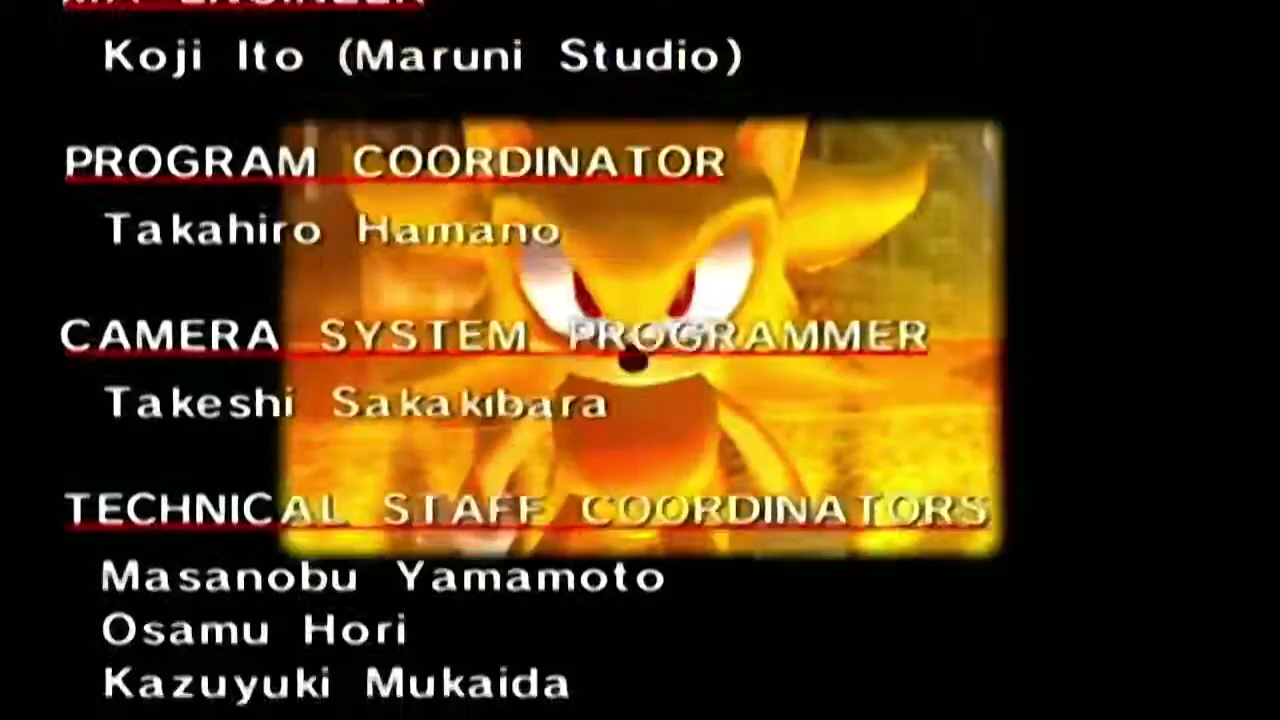 Koji Ito (Maruni Studio)
PROGRAM COORDINATOR
Takahiro Hamano
CAMERA SYSTEM PROGRAMMER
Takeshi Sakakibara
TECHNICAL STAFF COORDINATORS
Masanobu Yamamoto
Osamu Hori
Kazuyuki Mukaida